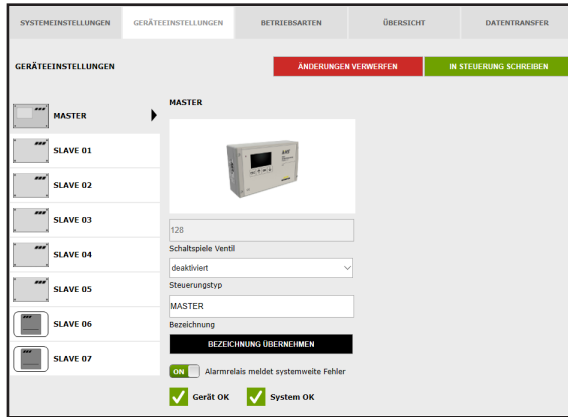 SYSTEMEINSTELLUNGEN GERÄTEEINSTELLUNGEN BETRIEBSARTEN ÜBERSICHT DATENTRANSFER
GERÄTEEINSTELLUNGEN ÄNDERUNGEN VERWERFEN IN STEUERUNG SCHREIBEN
MASTER
SLAVE 01
SLAVE 02
SLAVE 03
SLAVE 04
SLAVE 05
SLAVE 06
SLAVE 07
MASTER
128
Schaltspiele Ventil
deaktiviert
Steuerungstyp
MASTER
Bezeichnung
BEZEICHNUNG ÜBERNEHMEN
ON Alarmrelais meldet systemweite Fehler
Gerät OK System OK